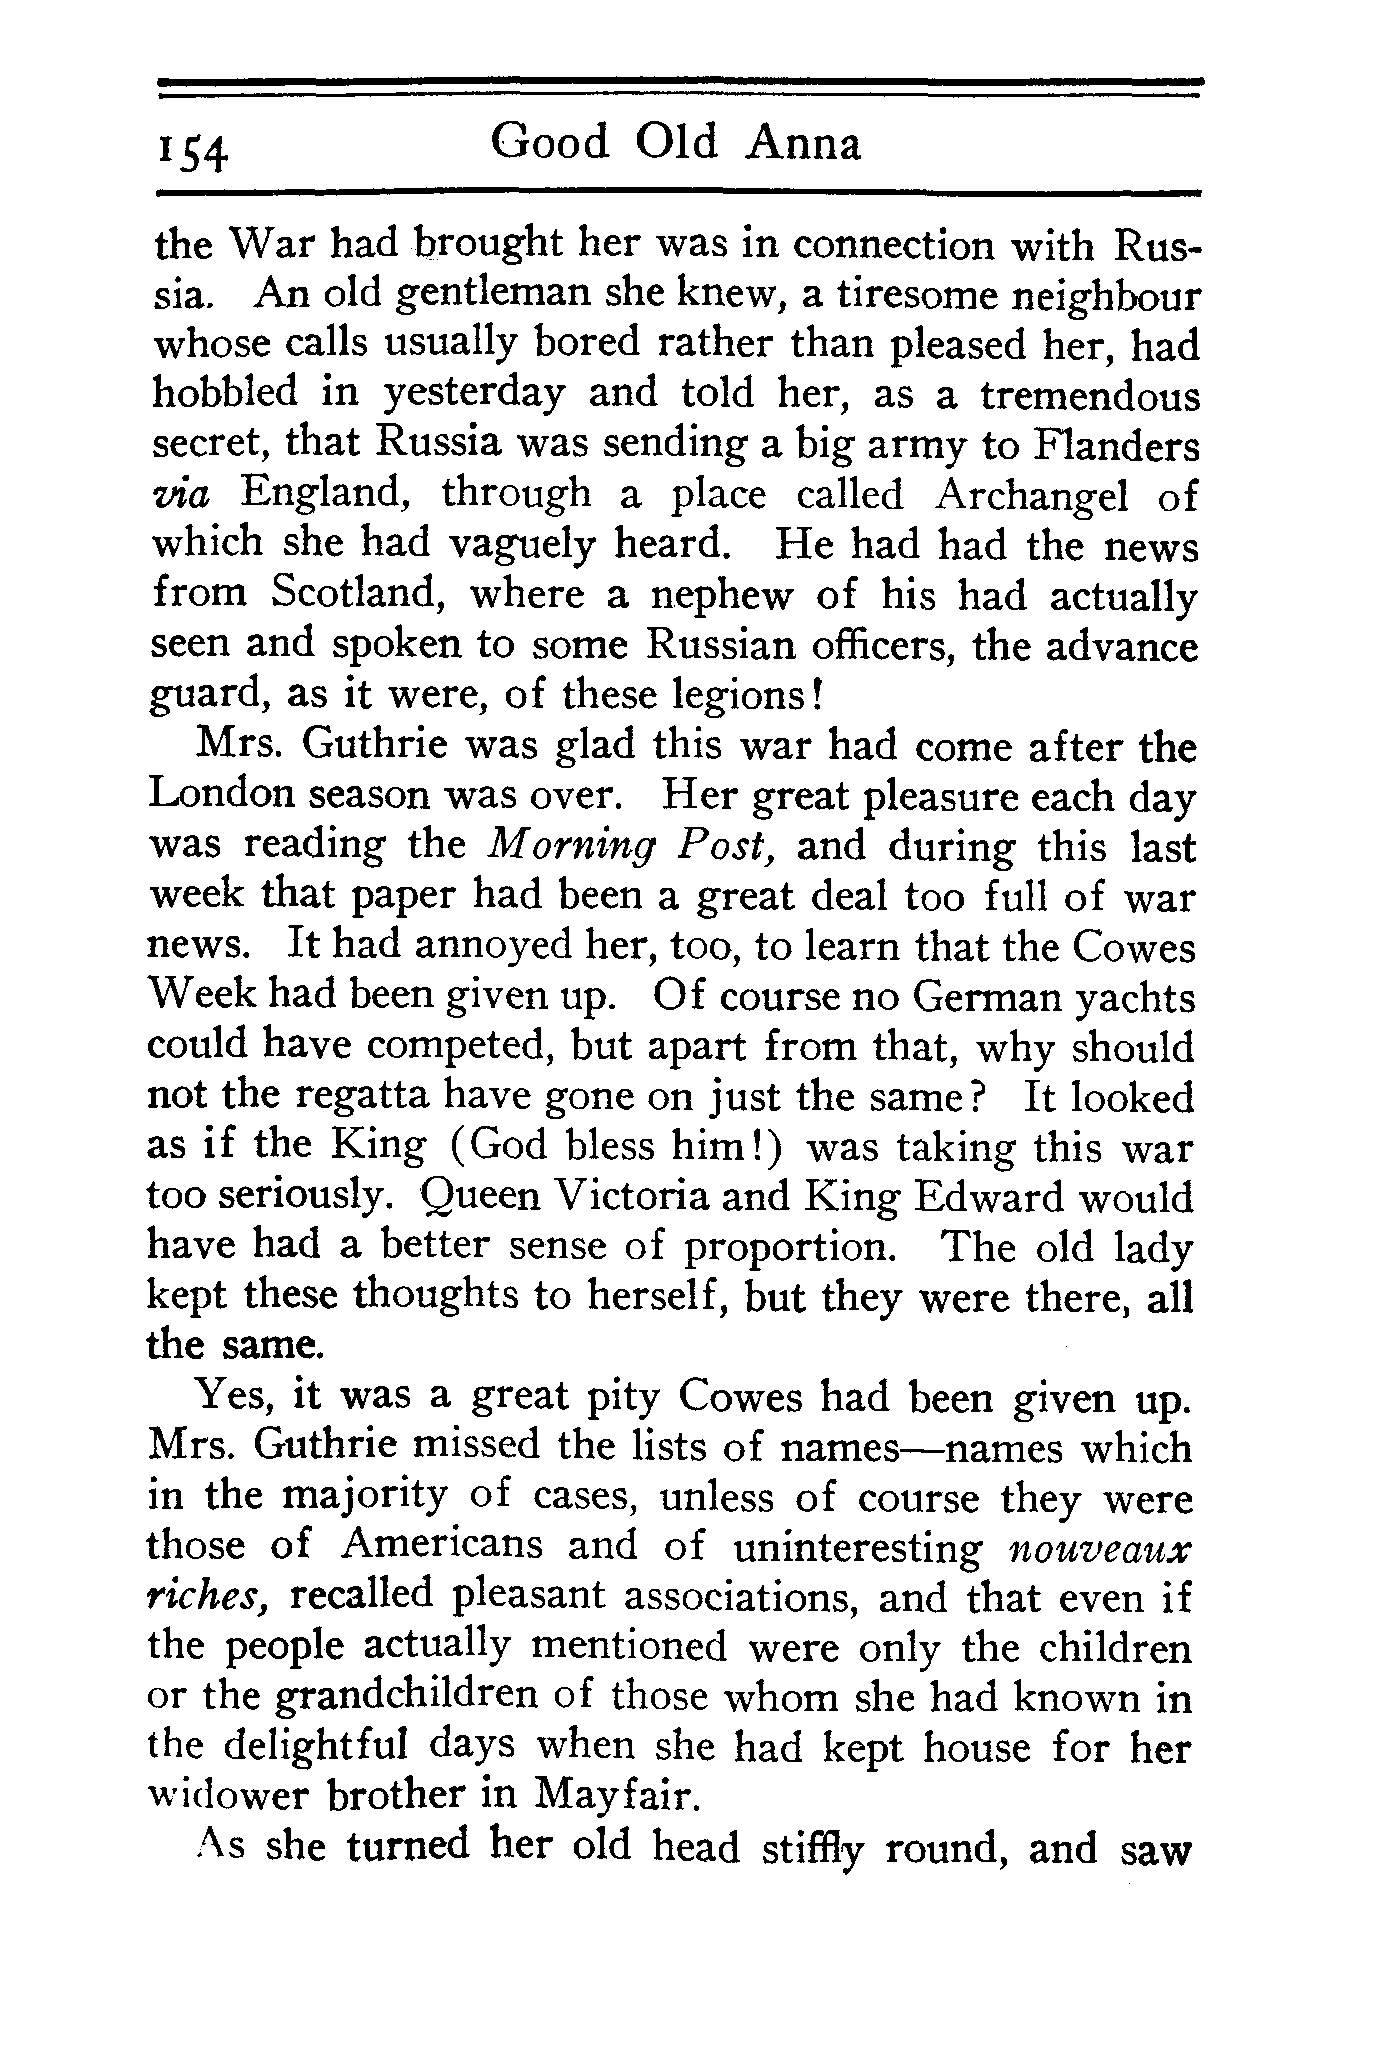 154 Good Old Anna
the War had brought her was in connection with Rus-
sia. An old gentleman she knew, a tiresome neighbour
whose calls usually bored rather than pleased her, had
hobbled in yesterday and told her, as a tremendous
secret, that Russia was sending a big army to Flanders
via England, through a place called Archangel of
which she had vaguely heard. He had had the news
from Scotland, where a nephew of his had actually
seen and spoken to some Russian officers, the advance
guard, as it were, of these legions!
Mrs. Guthrie was glad this war had come after the
London season was over. Her great pleasure each day
was reading the Morning Post, and during this last
week that paper had been a great deal too full of war
news. It had annoyed her, too, to learn that the Cowes
Week had been given up. Of course no German yachts
could have competed, but apart from that, why should
not the regatta have gone on just the same? It looked
as if the King (God bless him!) was taking this war
too seriously. Queen Victoria and King Edward would
have had a better sense of proportion. The old lady
kept these thoughts to herself, but they were there, all
the same.
Yes, it was a great pity Cowes had been given up.
Mrs. Guthrie missed the lists of names—names which
in the majority of cases, unless of course they were
those of Americans and of uninteresting nouveaux
riches, recalled pleasant associations, and that even if
the people actually mentioned were only the children
or the grandchildren of those whom she had known in
the delightful days when she had kept house for her
widower brother in Mayfair.
As she turned her old head stiffly round, and saw